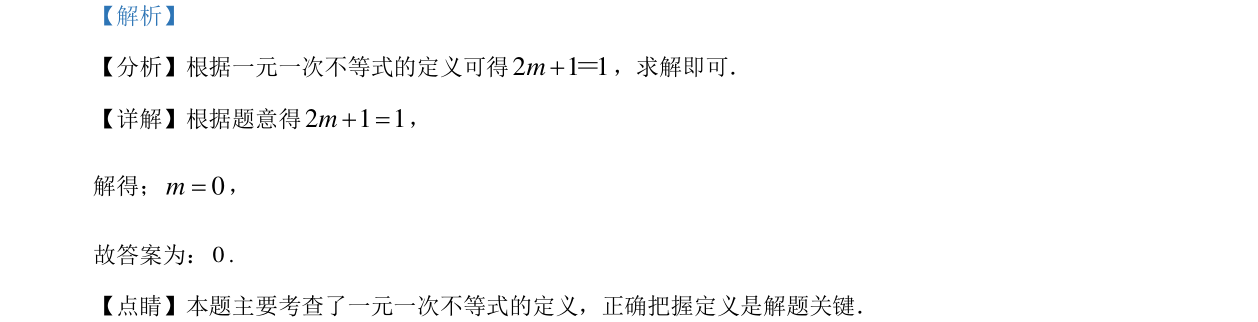 【解析】
【分析】根据一元一次不等式的定义可得2m+1=1，求解即可.
【详解】根据题意得2m+1=1，
解得；m=0，
故答案为：0.
【点睛】本题主要考查了一元一次不等式的定义，正确把握定义是解题关键.